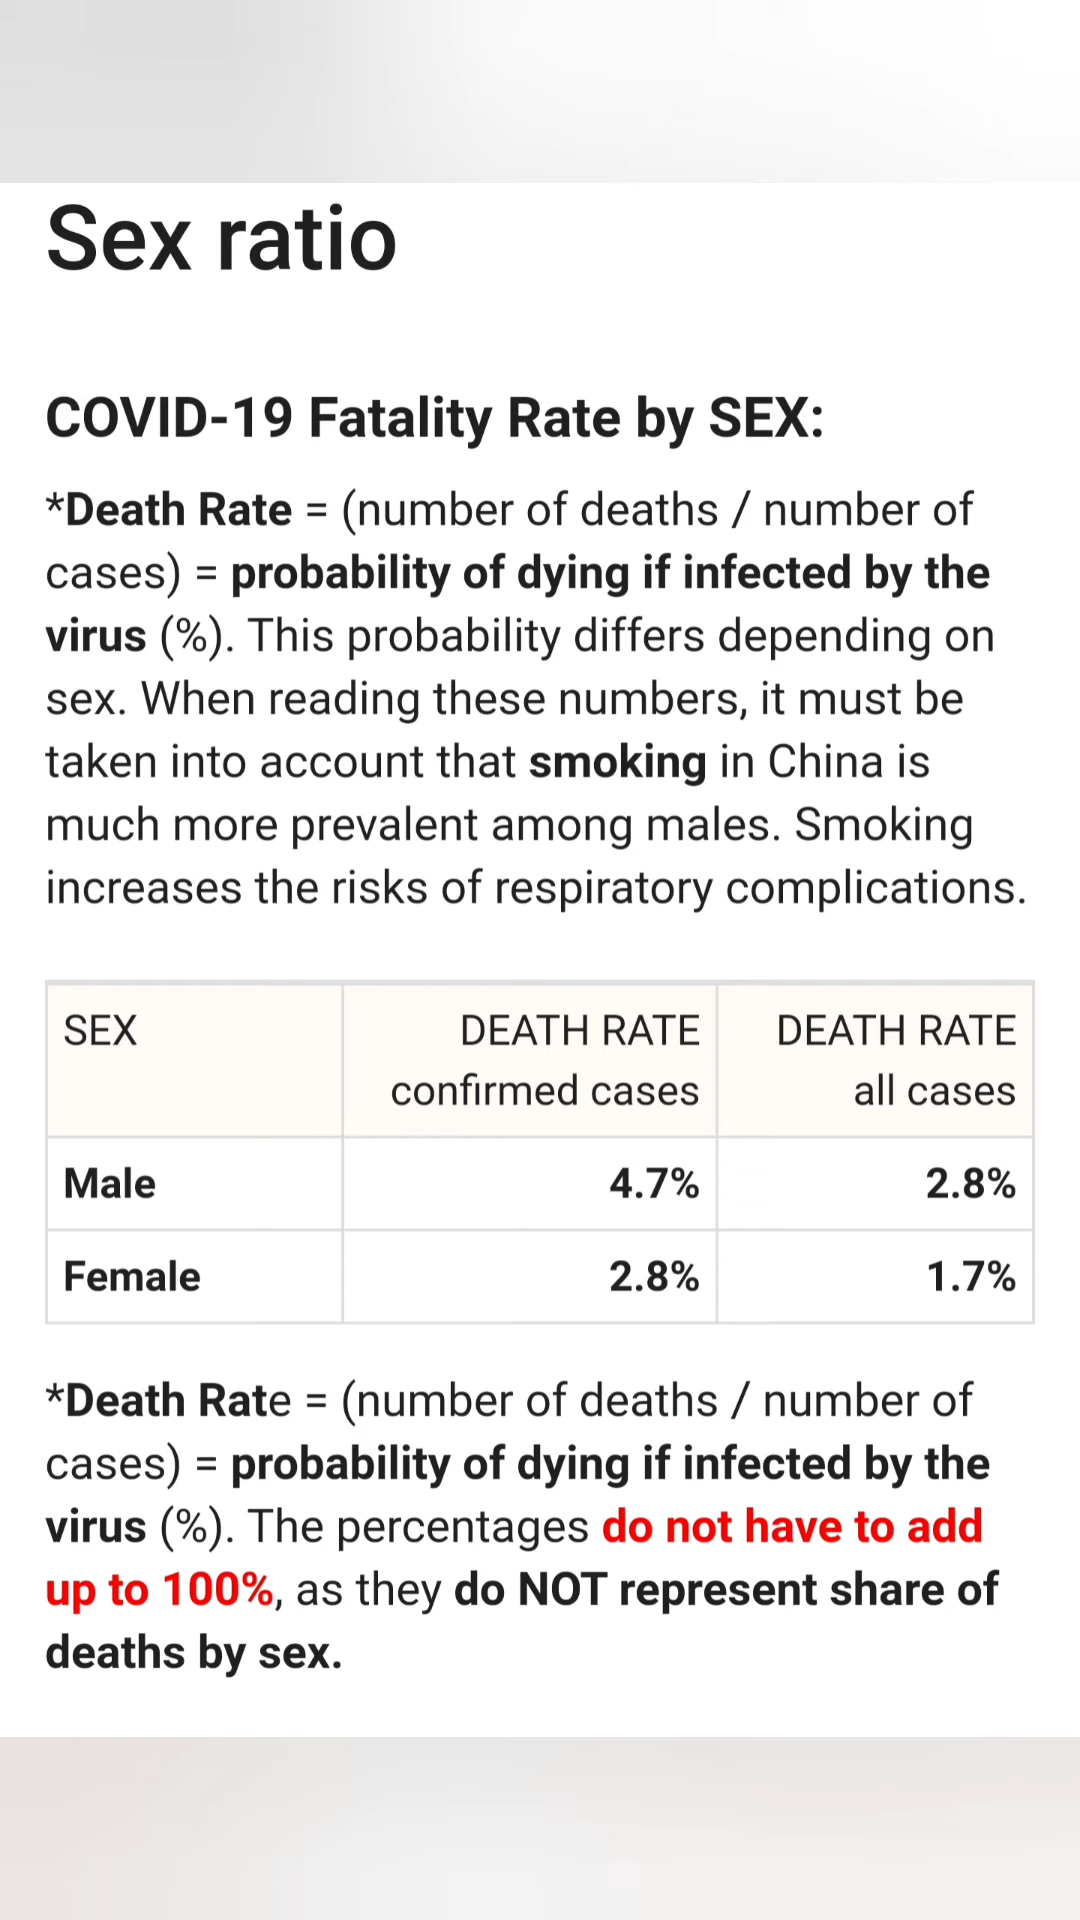 Sex ratio
COVID-19 Fatality Rate by SEX:
*Death Rate = (number of deaths / number of
cases) = probability of dying if infected by the
virus (%). This probability differs depending on
sex. When reading these numbers, it must be
taken into account that smoking in China is
much more prevalent among males. Smoking
increases the risks of respiratory complications.
SEX DEATH RATE DEATH RATE
confirmed cases all cases
Male 4.7% 2.8%
Female 2.8% 1.7%
*Death Rate = (number of deaths / number of
cases) = probability of dying if infected by the
virus (%). The percentages do not have to add
up to 100%, as they do NOT represent share of
deaths by sex.